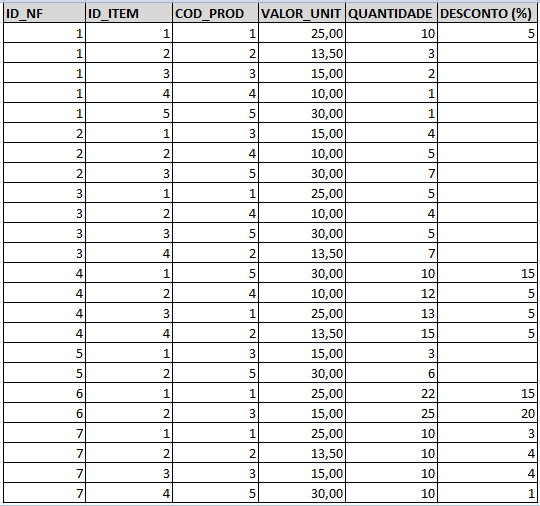 ID_NF ID_ITEM COD_PROD VALOR_UNIT QUANTIDADE DESCONTO (%)
1 1 1 25,00 10 5
1 2 2 13,50 3
1 3 3 15,00 2
1 4 4 10,00 1
1 5 5 30,00 1
2 1 3 15,00 4
2 2 4 10,00 5
2 3 5 30,00 7
3 1 1 25,00 5
3 2 4 10,00 4
3 3 5 30,00 5
3 4 2 13,50 7
4 1 5 30,00 10 15
4 2 4 10,00 12 5
4 3 1 25,00 13 5
4 4 2 13,50 15 5
5 1 3 15,00 3
5 2 5 30,00 6
6 1 1 25,00 22 15
6 2 3 15,00 25 20
7 1 1 25,00 10 3
7 2 2 13,50 10 4
7 3 3 15,00 10 4
7 4 5 30,00 10 1